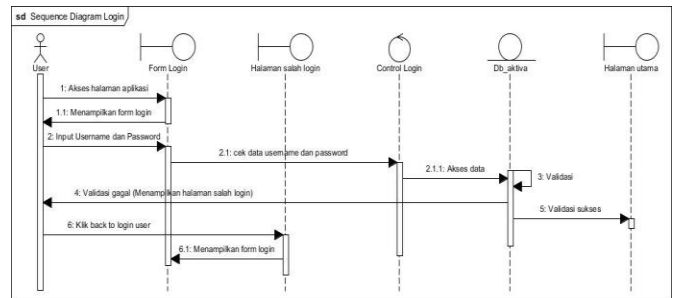 sd Sequence Diagram Login
User
Form Login
Halaman salah login
Control Login
Db_aktiva
Halaman utama
1: Akses halaman aplikasi
1.1: Menampilkan form login
2: Input Username dan Password
2.1: cek data username dan password
2.1.1: Akses data
3: Validasi
4: Validasi gagal (Menampilkan halaman salah login)
5: Validasi sukses
6: Klik back to login user
6.1: Menampilkan form login